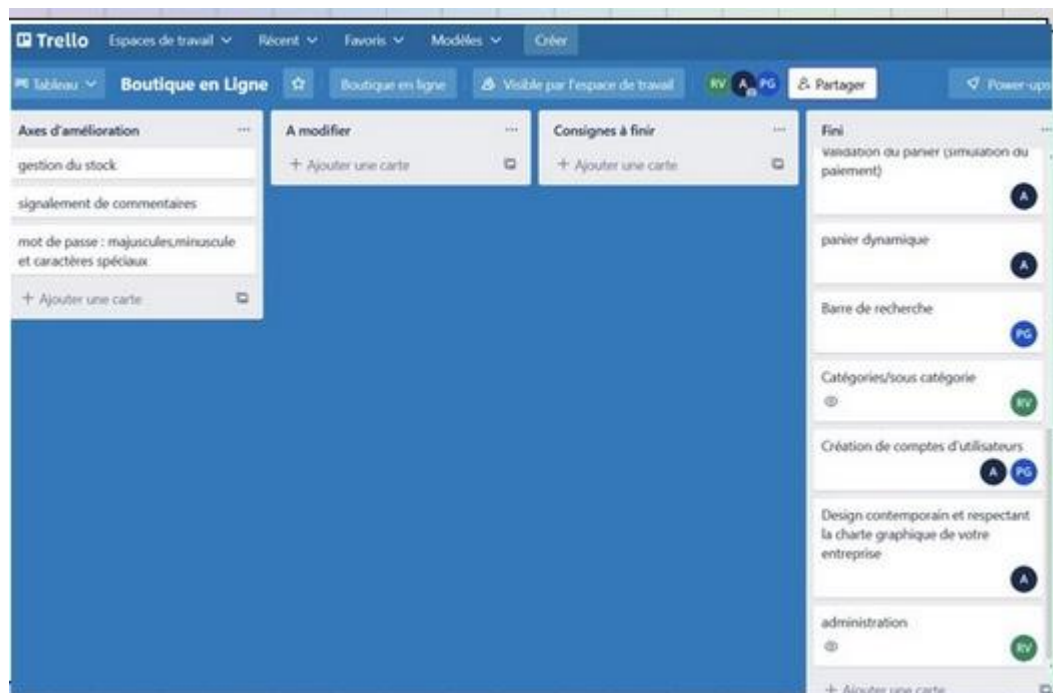 Trello Espaces de travail Récent Favoris Modèles Créer
Tableau Boutique en Ligne Boutique en ligne Visible par l'espace de travail RV A PG Partager Power-ups
Axes d'amélioration
gestion du stock
signalement de commentaires
mot de passe : majuscules,minuscule
et caractères spéciaux
+ Ajouter une carte
A modifier
+ Ajouter une carte
Consignes à finir
+ Ajouter une carte
Fini
Validation du panier (simulation du
paiement)
A
panier dynamique
A
Barre de recherche
PG
Catégories/sous catégorie
RV
Création de comptes d'utilisateurs
A PG
Design contemporain et respectant
la charte graphique de votre
entreprise
A
administration
RV
+ Ajouter une carte